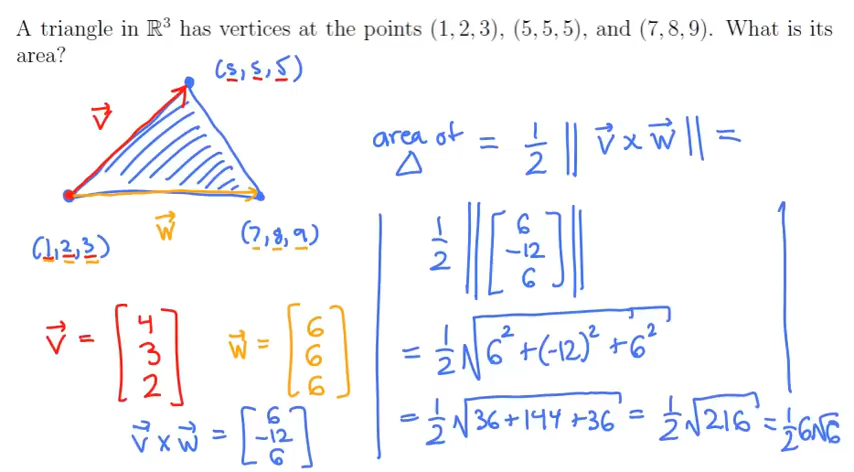 A triangle in ℝ³ has vertices at the points (1, 2, 3), (5, 5, 5), and (7, 8, 9). What is its
area?
(5, 5, 5)
v⃗
w⃗
(1, 2, 3)
(7, 8, 9)
area of Δ = 1/2 ‖ v⃗ × w⃗ ‖ =
1/2 ‖ [6 -12 6] ‖
= 1/2 √(6² + (-12)² + 6²)
= 1/2 √(36 + 144 + 36) = 1/2 √216 = 1/2 6√6
v⃗ = [4 3 2]
w⃗ = [6 6 6]
v⃗ × w⃗ = [6 -12 6]